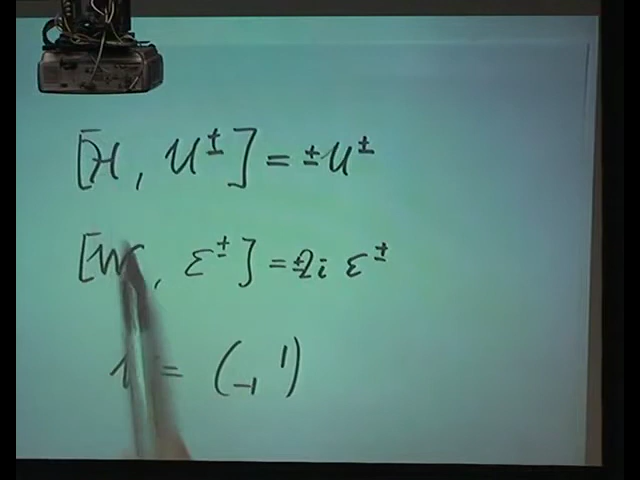 [H, U±] = ±U±
[W, ε±] = ±2i ε±
= (₋₁ ¹)